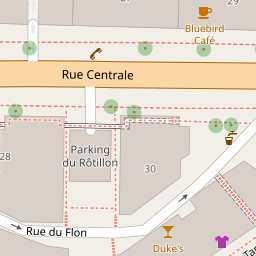 29
Bluebird
Café
Rue Centrale
Parking
du Rôtillon
28
30
Rue du Flon
Duke's